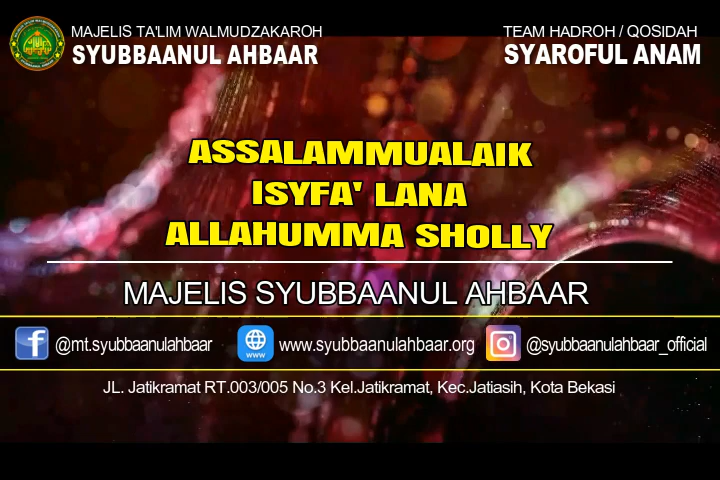 MAJELIS TA'LIM WALMUDZAKAROH
SYUBBAANUL AHBAAR
TEAM HADROH / QOSIDAH
SYAROFUL ANAM
ASSALAMMUALAIK
ISYFA' LANA
ALLAHUMMA SHOLLY
MAJELIS SYUBBAANUL AHBAAR
@mt.syubbaanulahbaar
www
www.syubbaanulahbaar.org
@syubbaanulahbaar_official
JL. Jatikramat RT.003/005 No.3 Kel.Jatikramat, Kec.Jatiasih, Kota Bekasi